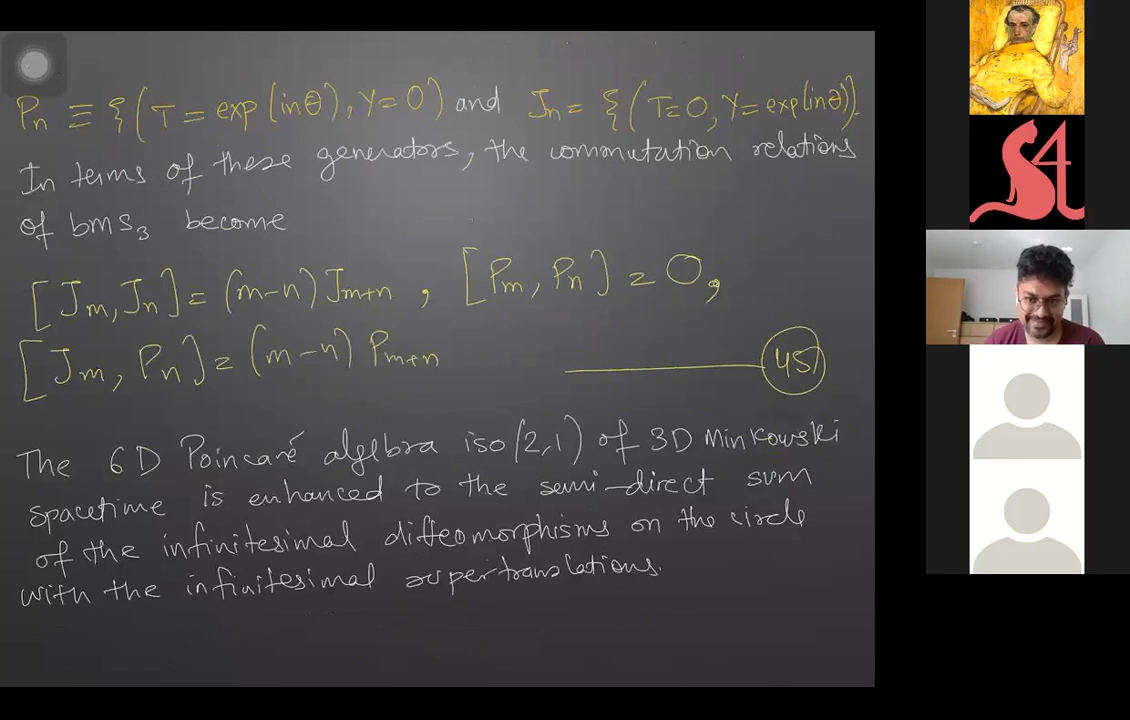 Pn ≡ ξ(T = exp(inθ), Y = 0) and Jn = ξ(T = 0, Y = exp(inθ)).
In terms of these generators, the commutation relations
of bms3 become
[Jm, Jn] = (m-n) Jm+n , [Pm, Pn] = 0,
[Jm, Pn] = (m-n) Pm+n (45)
The 6D Poincaré algebra iso(2,1) of 3D Minkowski
spacetime is enhanced to the semi-direct sum
of the infinitesimal diffeomorphisms on the circle
with the infinitesimal supertranslations.
S4